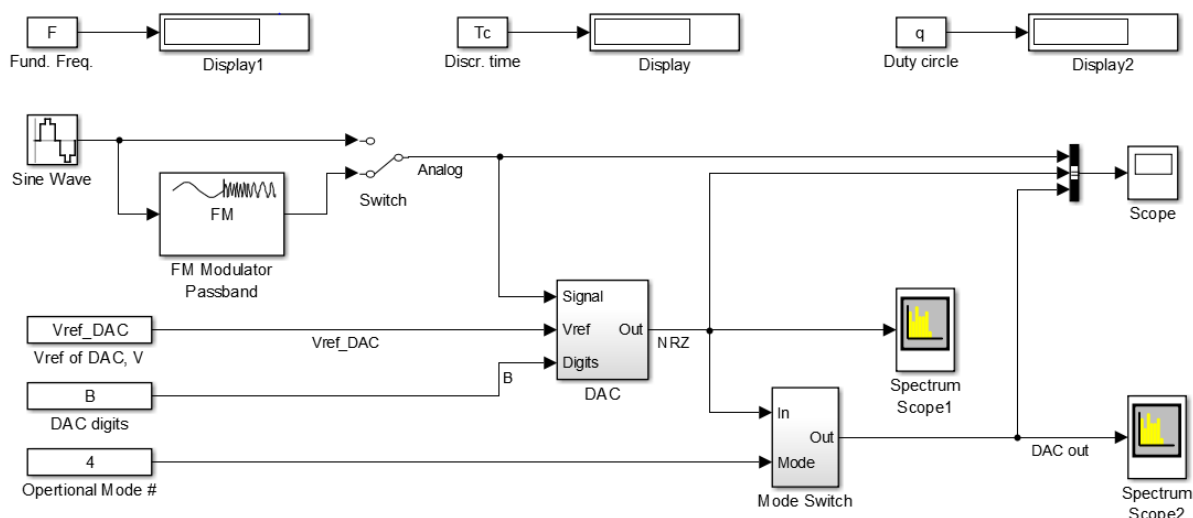 F
Fund. Freq.
Display1
Tc
Discr. time
Display
q
Duty circle
Display2
Sine Wave
FM
FM Modulator
Passband
Switch
Analog
Scope
Vref_DAC
Vref of DAC, V
Vref_DAC
B
DAC digits
B
Signal
Vref
Digits
Out
DAC
NRZ
Spectrum
Scope1
4
Opertional Mode #
In
Mode
Out
Mode Switch
DAC out
Spectrum
Scope2